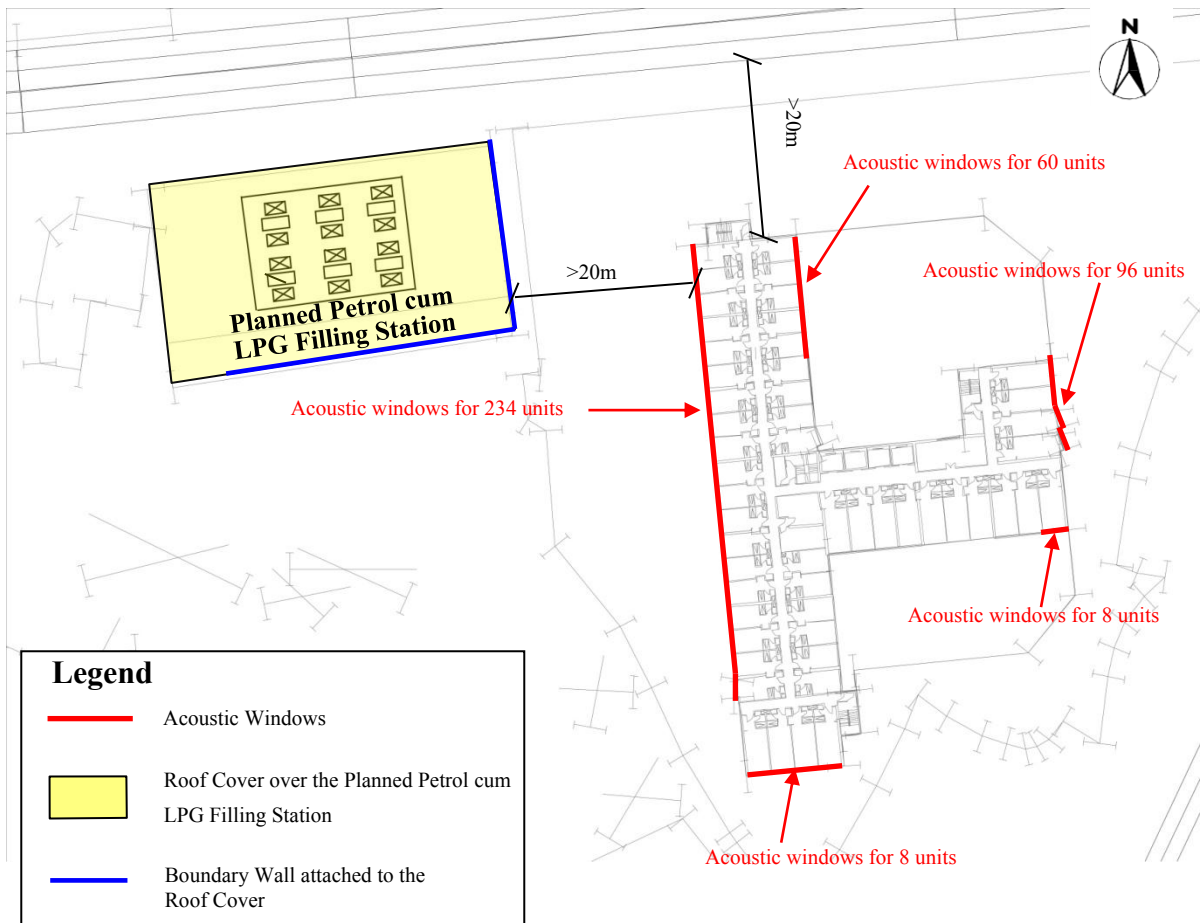 N
>20m
Acoustic windows for 60 units
Acoustic windows for 96 units
>20m
Planned Petrol cum
LPG Filling Station
Acoustic windows for 234 units
Acoustic windows for 8 units
Acoustic windows for 8 units
Legend
Acoustic Windows
Roof Cover over the Planned Petrol cum
LPG Filling Station
Boundary Wall attached to the
Roof Cover